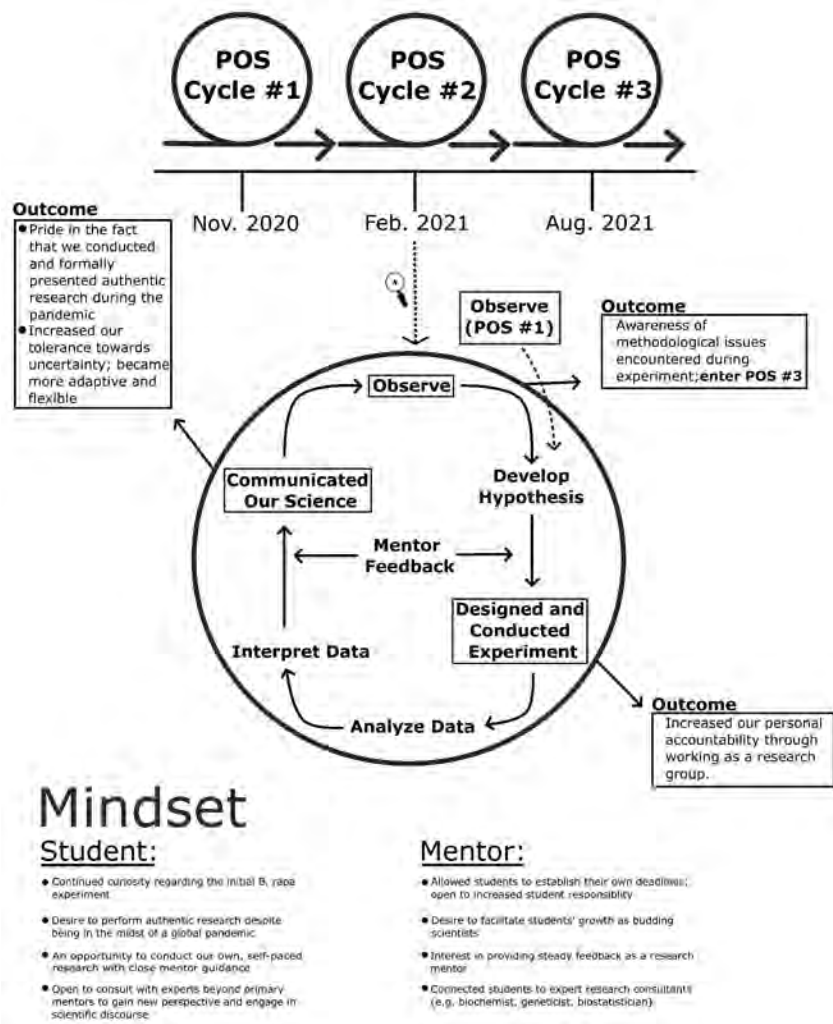 POS
Cycle #1
POS
Cycle #2
POS
Cycle #3
Nov. 2020
Feb. 2021
Aug. 2021
Outcome
●Pride in the fact
that we conducted
and formally
presented authentic
research during the
pandemic
●Increased our
tolerance towards
uncertainty; became
more adaptive and
flexible
Observe
(POS #1)
Outcome
Awareness of
methodological issues
encountered during
experiment;enter POS #3
Observe
Communicated
Our Science
Develop
Hypothesis
Mentor
Feedback
Designed and
Conducted
Experiment
Interpret Data
Analyze Data
Outcome
Increased our personal
accountability through
working as a research
group.
Mindset
Student:
● Continued curiosity regarding the initial B. rapa
experiment
● Desire to perform authentic research despite
being in the midst of a global pandemic
● An opportunity to conduct our own, self-paced
research with close mentor guidance
● Open to consult with experts beyond primary
mentors to gain new perspective and engage in
scientific discourse
Mentor:
● Allowed students to establish their own deadlines;
open to increased student responsiblity
● Desire to facilitate students' growth as budding
scientists
● Interest in providing steady feedback as a research
mentor
● Connected students to expert research consultants
(e.g. biochemist, geneticist, biostatistician)